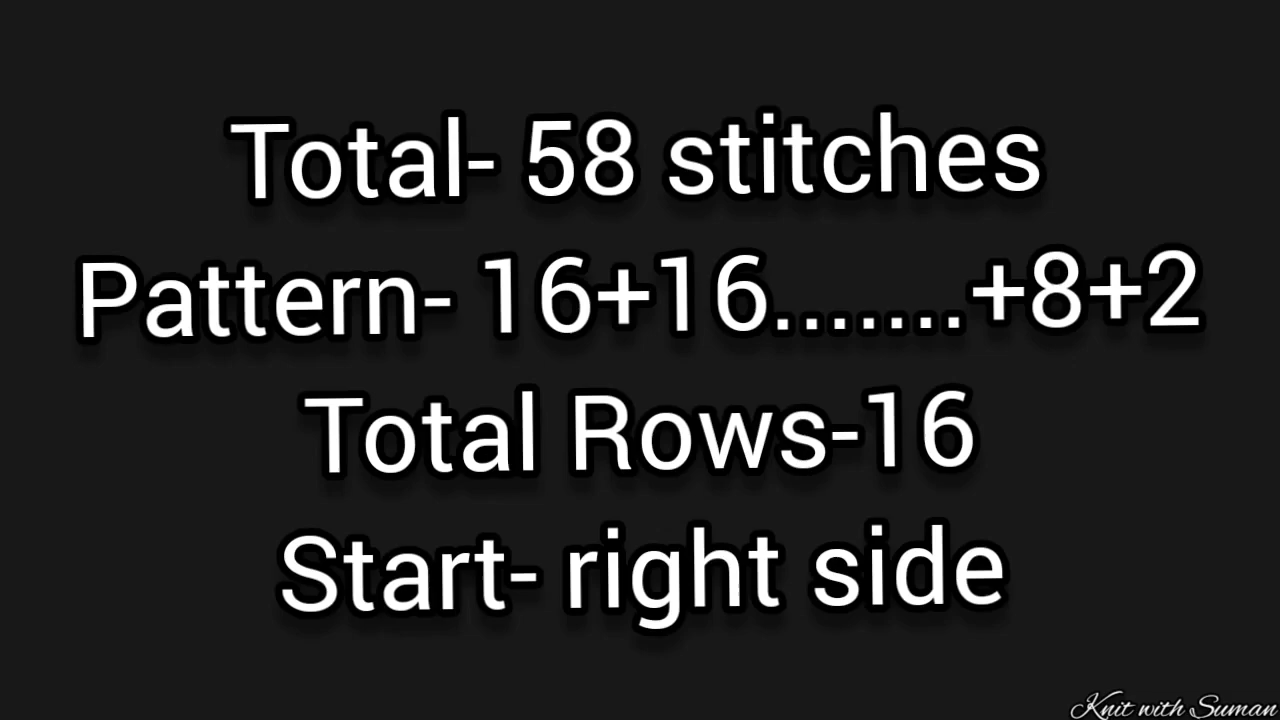 Total- 58 stitches
Pattern- 16+16.......+8+2
Total Rows-16
Start- right side
Knit with Suman